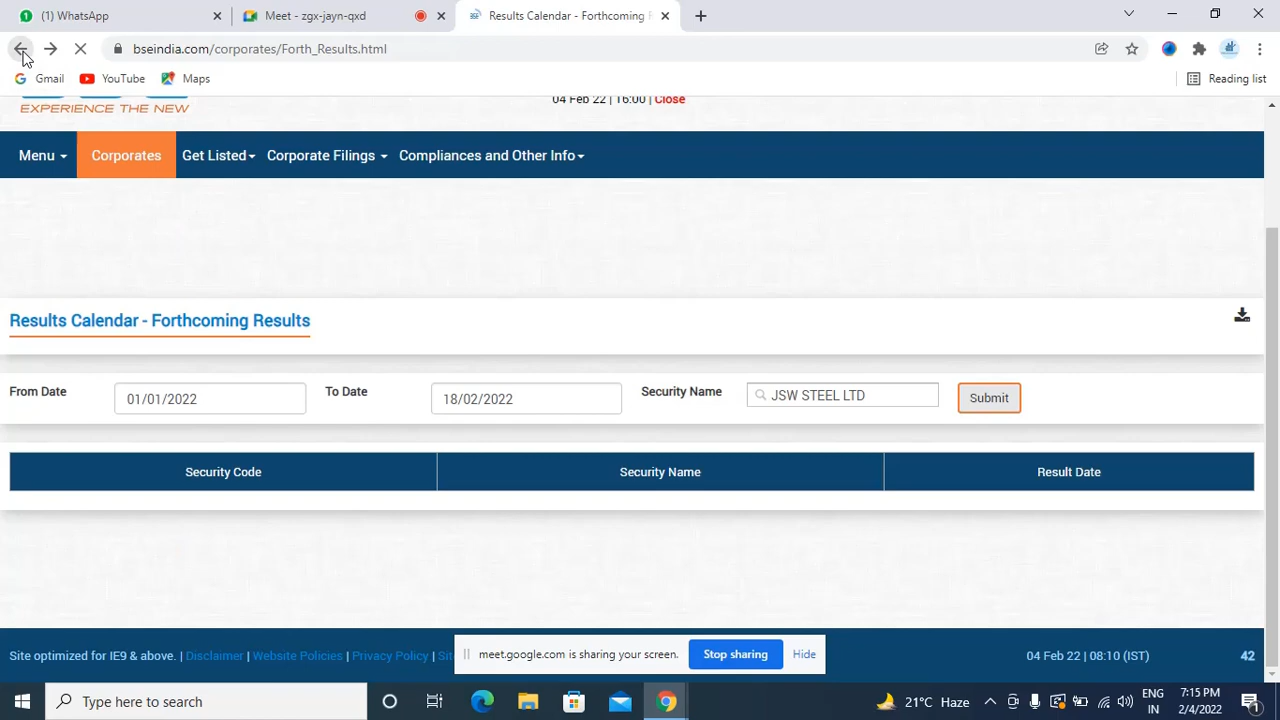 WhatsApp
Meet - zgx-jayn-qxd
Results Calendar - Forthcoming R
bseindia.com/corporates/Forth_Results.html
Gmail
YouTube
Maps
Reading list
EXPERIENCE THE NEW
04 Feb 22 | 16:00 | Close
Menu
Corporates
Get Listed
Corporate Filings
Compliances and Other Info
Results Calendar - Forthcoming Results
From Date
01/01/2022
To Date
18/02/2022
Security Name
JSW STEEL LTD
Submit
Security Code
Security Name
Result Date
Site optimized for IE9 & above. | Disclaimer | Website Policies | Privacy Policy |
meet.google.com is sharing your screen.
Stop sharing
Hide
04 Feb 22 | 08:10 (IST)
42
Type here to search
21°C Haze
ENG
IN
7:15 PM
2/4/2022
1